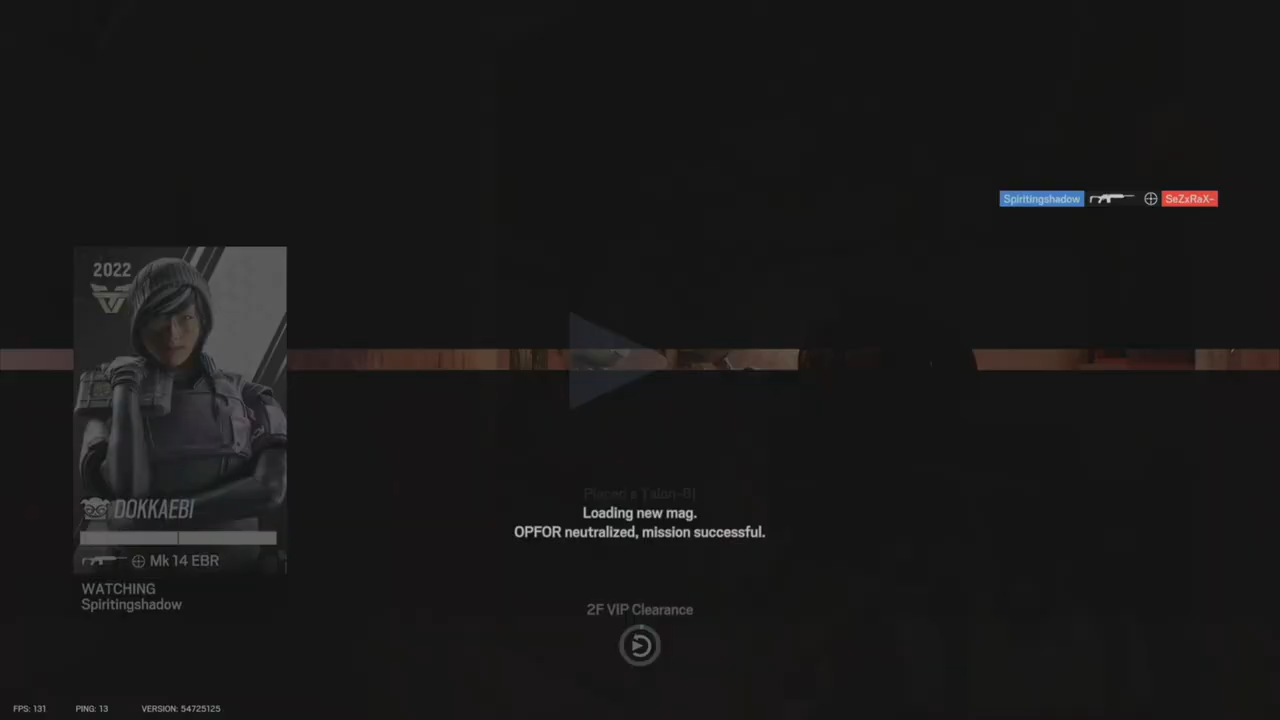 Spiritingshadow SeZxRaX-
2022
DOKKAEBI
Mk 14 EBR
WATCHING
Spiritingshadow
Loading new mag.
OPFOR neutralized, mission successful.
2F VIP Clearance
FPS: 131 PING: 13 VERSION: 54725125